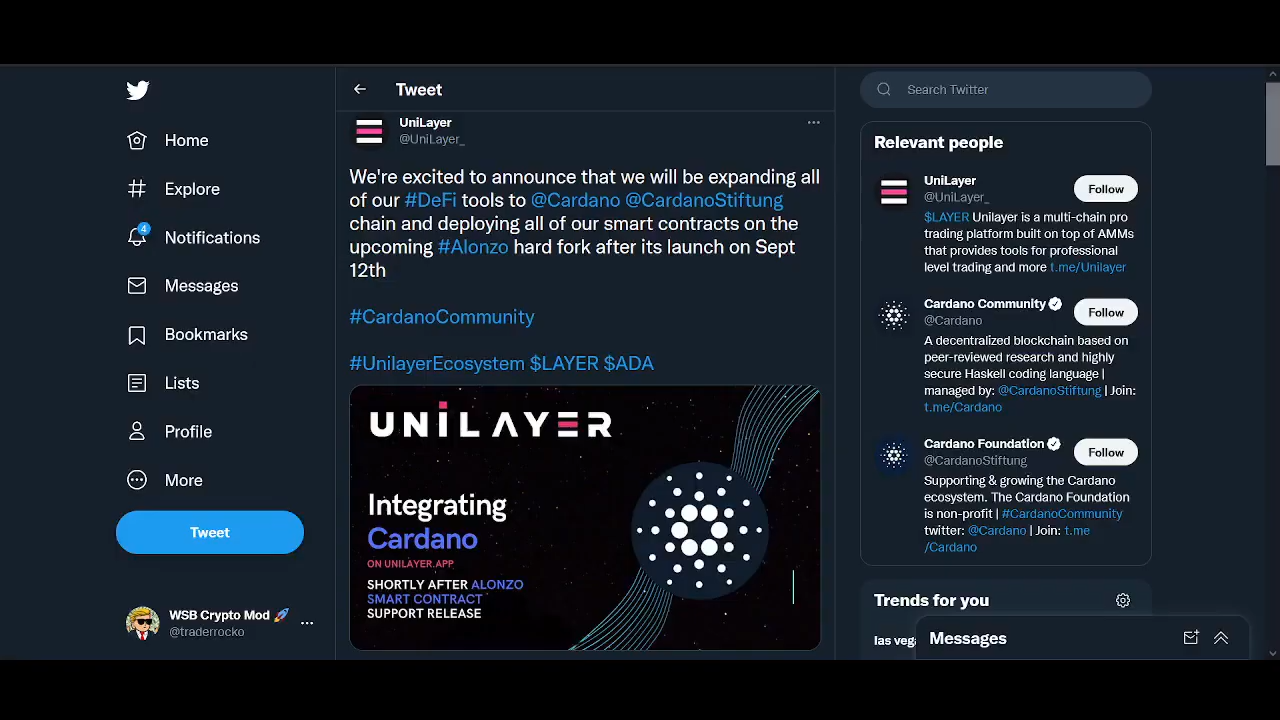 Home
Explore
4
Notifications
Messages
Bookmarks
Lists
Profile
More
Tweet
WSB Crypto Mod 🚀
@traderrocko
Tweet
UniLayer
@UniLayer_
We're excited to announce that we will be expanding all
of our #DeFi tools to @Cardano @CardanoStiftung
chain and deploying all of our smart contracts on the
upcoming #Alonzo hard fork after its launch on Sept
12th
#CardanoCommunity
#UnilayerEcosystem $LAYER $ADA
UNILAYER
Integrating
Cardano
ON UNILAYER.APP
SHORTLY AFTER ALONZO
SMART CONTRACT
SUPPORT RELEASE
Search Twitter
Relevant people
UniLayer
@UniLayer_
Follow
$LAYER Unilayer is a multi-chain pro
trading platform built on top of AMMs
that provides tools for professional
level trading and more t.me/Unilayer
Cardano Community
@Cardano
Follow
A decentralized blockchain based on
peer-reviewed research and highly
secure Haskell coding language |
managed by: @CardanoStiftung | Join:
t.me/Cardano
Cardano Foundation
@CardanoStiftung
Follow
Supporting & growing the Cardano
ecosystem. The Cardano Foundation
is non-profit | #CardanoCommunity
twitter: @Cardano | Join: t.me
/Cardano
Trends for you
las vega
Messages